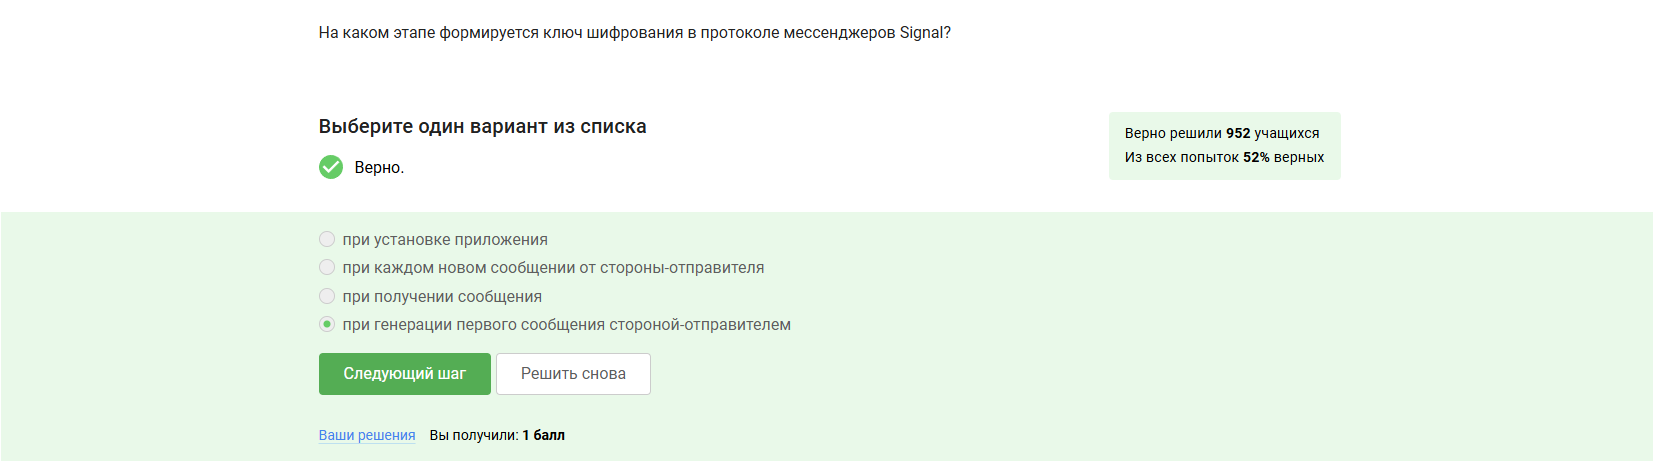 На каком этапе формируется ключ шифрования в протоколе мессенджеров Signal?
Выберите один вариант из списка
Верно.
Верно решили 952 учащихся
Из всех попыток 52% верных
при установке приложения
при каждом новом сообщении от стороны-отправителя
при получении сообщения
при генерации первого сообщения стороной-отправителем
Следующий шаг
Решить снова
Ваши решения
Вы получили: 1 балл